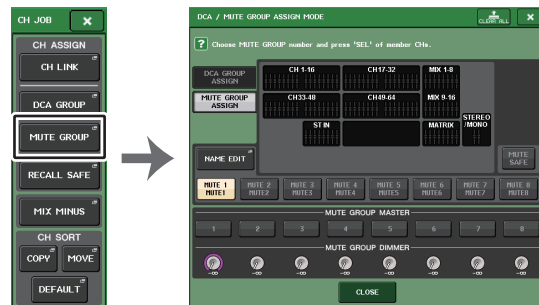 CH JOB
CH ASSIGN
CH LINK
DCA GROUP
MUTE GROUP
RECALL SAFE
MIX MINUS
CH SORT
COPY MOVE
DEFAULT
DCA / MUTE GROUP ASSIGN MODE
CLEAR ALL
? Choose MUTE GROUP number and press 'SEL' of member CHs.
DCA GROUP
ASSIGN
MUTE GROUP
ASSIGN
CH 1-16 CH17-32 MIX 1-8
CH33-48 CH49-64 MIX 9-16
ST IN MATRIX STEREO
/MONO
NAME EDIT
MUTE
SAFE
MUTE 1 MUTE 2 MUTE 3 MUTE 4 MUTE 5 MUTE 6 MUTE 7 MUTE 8
MUTE1 MUTE2 MUTE3 MUTE4 MUTE5 MUTE6 MUTE7 MUTE8
MUTE GROUP MASTER
1 2 3 4 5 6 7 8
MUTE GROUP DIMMER
-∞ -∞ -∞ -∞ -∞ -∞ -∞ -∞
CLOSE